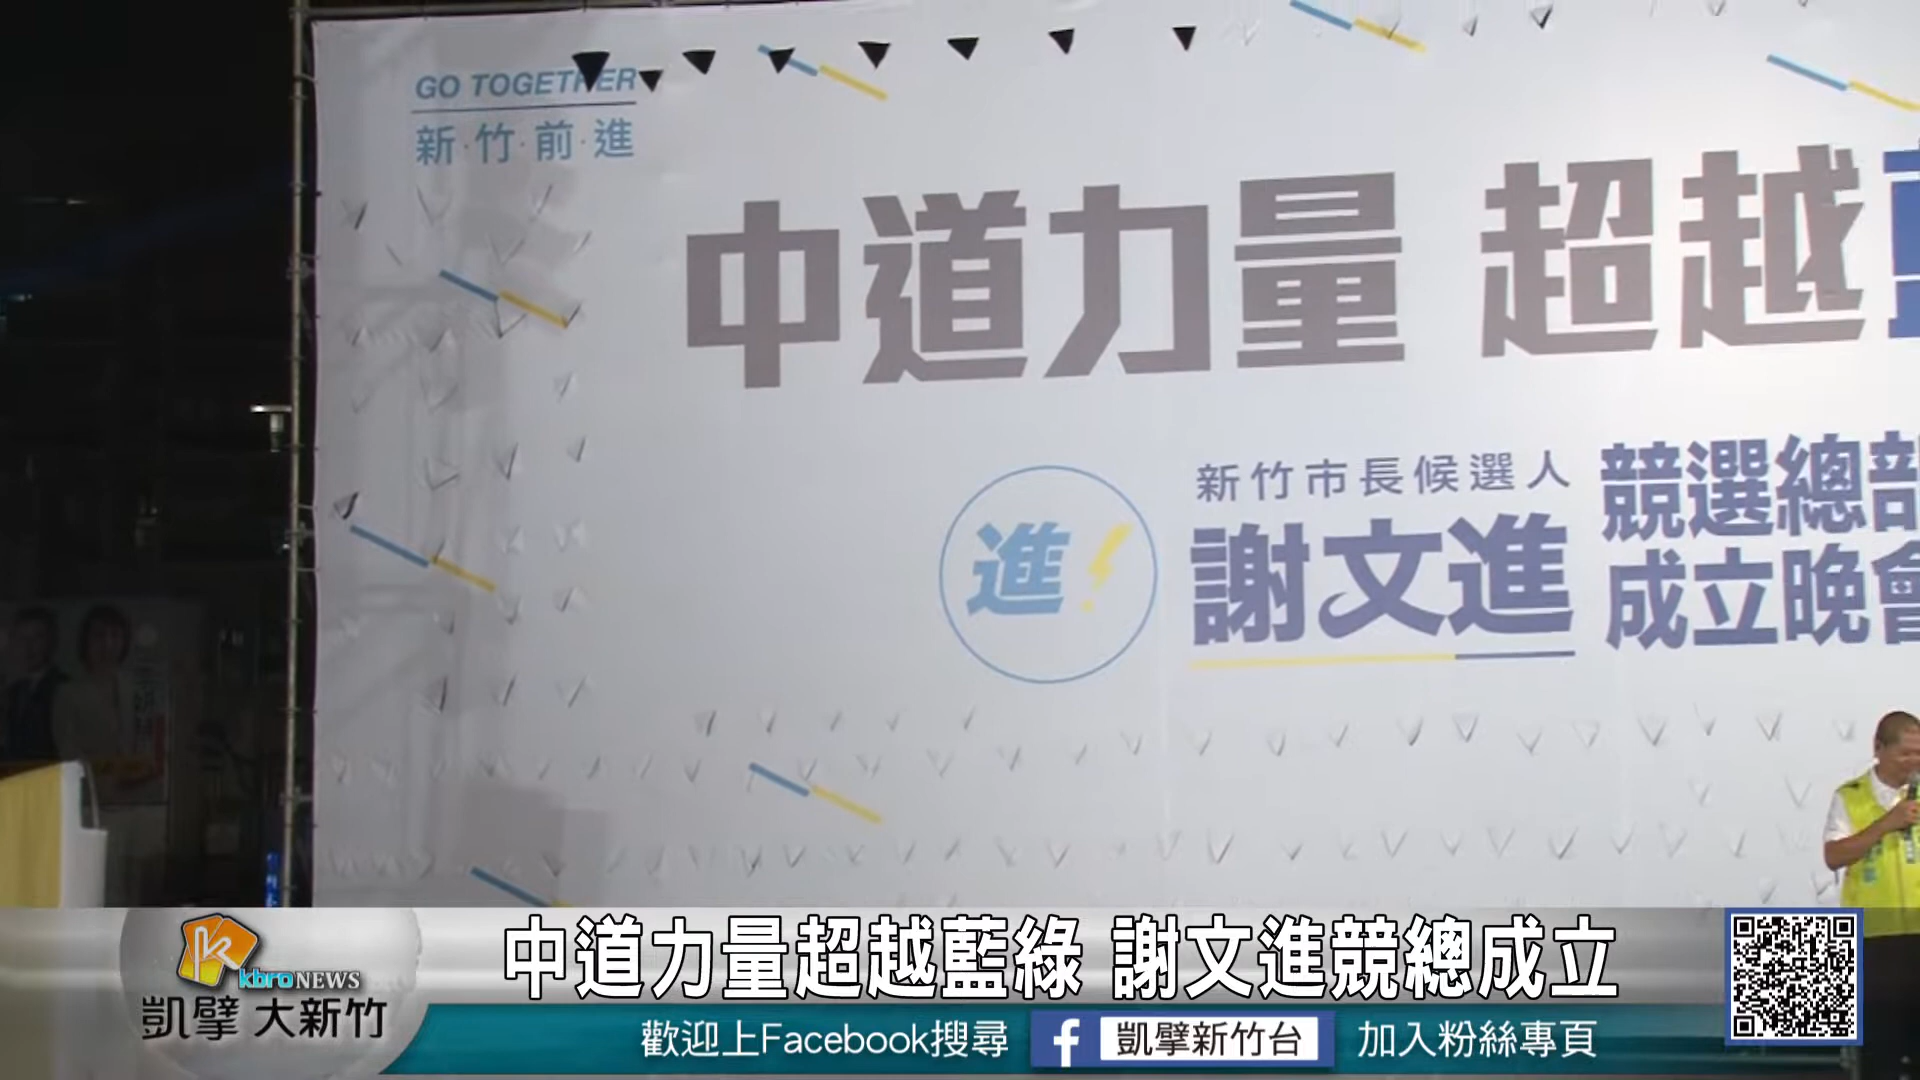 GO TOGETHER
新·竹·前·進
中道力量 超越
進!
新竹市長候選人
謝文進
競選總部
成立晚會
中道力量超越藍綠 謝文進競總成立
kbro NEWS
凱擘 大新竹
歡迎上Facebook搜尋 f 凱擘新竹台 加入粉絲專頁